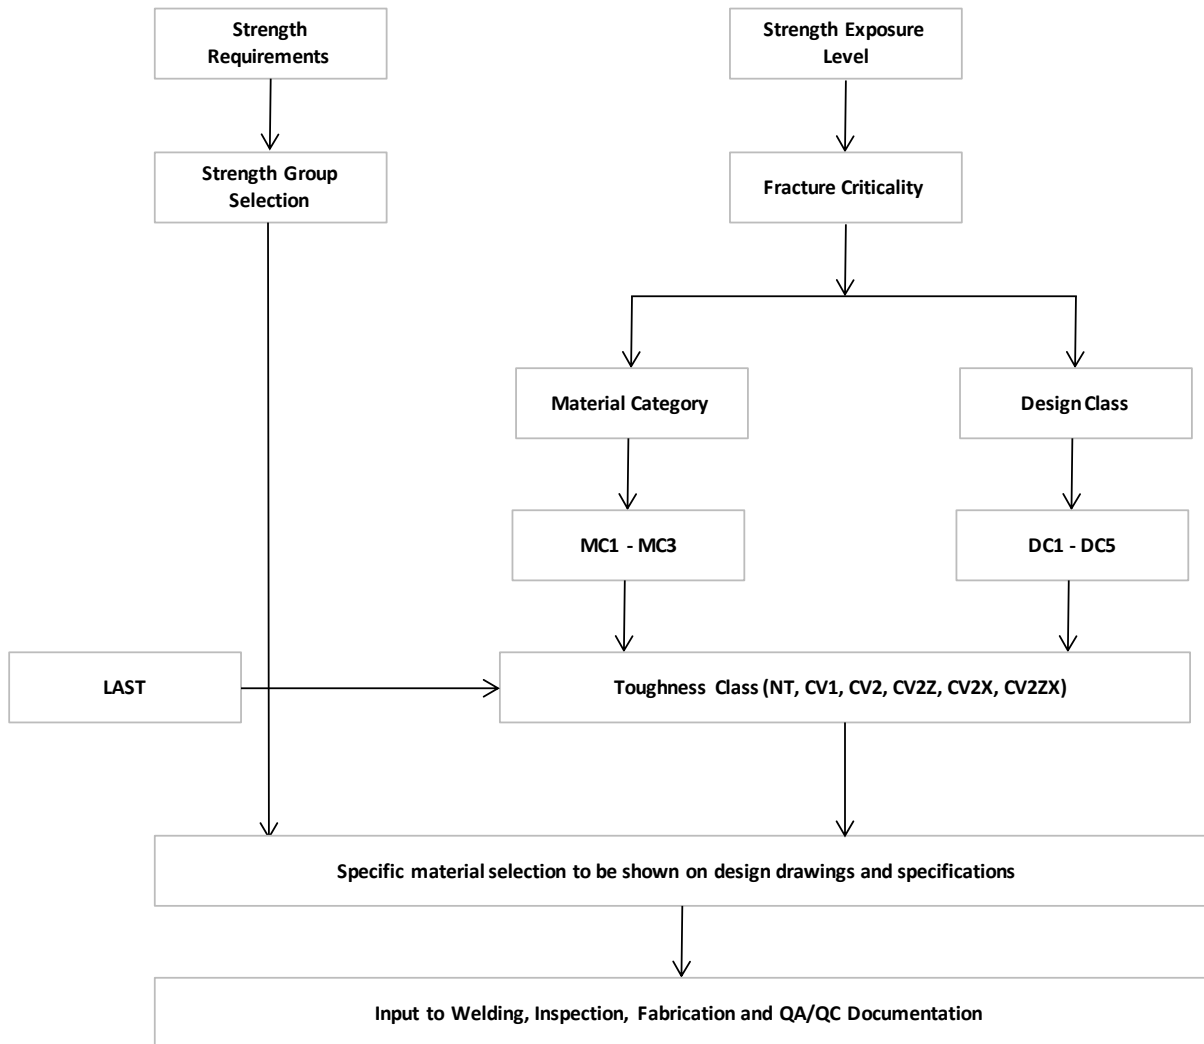 Strength
Requirements
Strength Exposure
Level
Strength Group
Selection
Fracture Criticality
Material Category
Design Class
MC1 - MC3
DC1 - DC5
LAST
Toughness Class (NT, CV1, CV2, CV2Z, CV2X, CV2ZX)
Specific material selection to be shown on design drawings and specifications
Input to Welding, Inspection, Fabrication and QA/QC Documentation